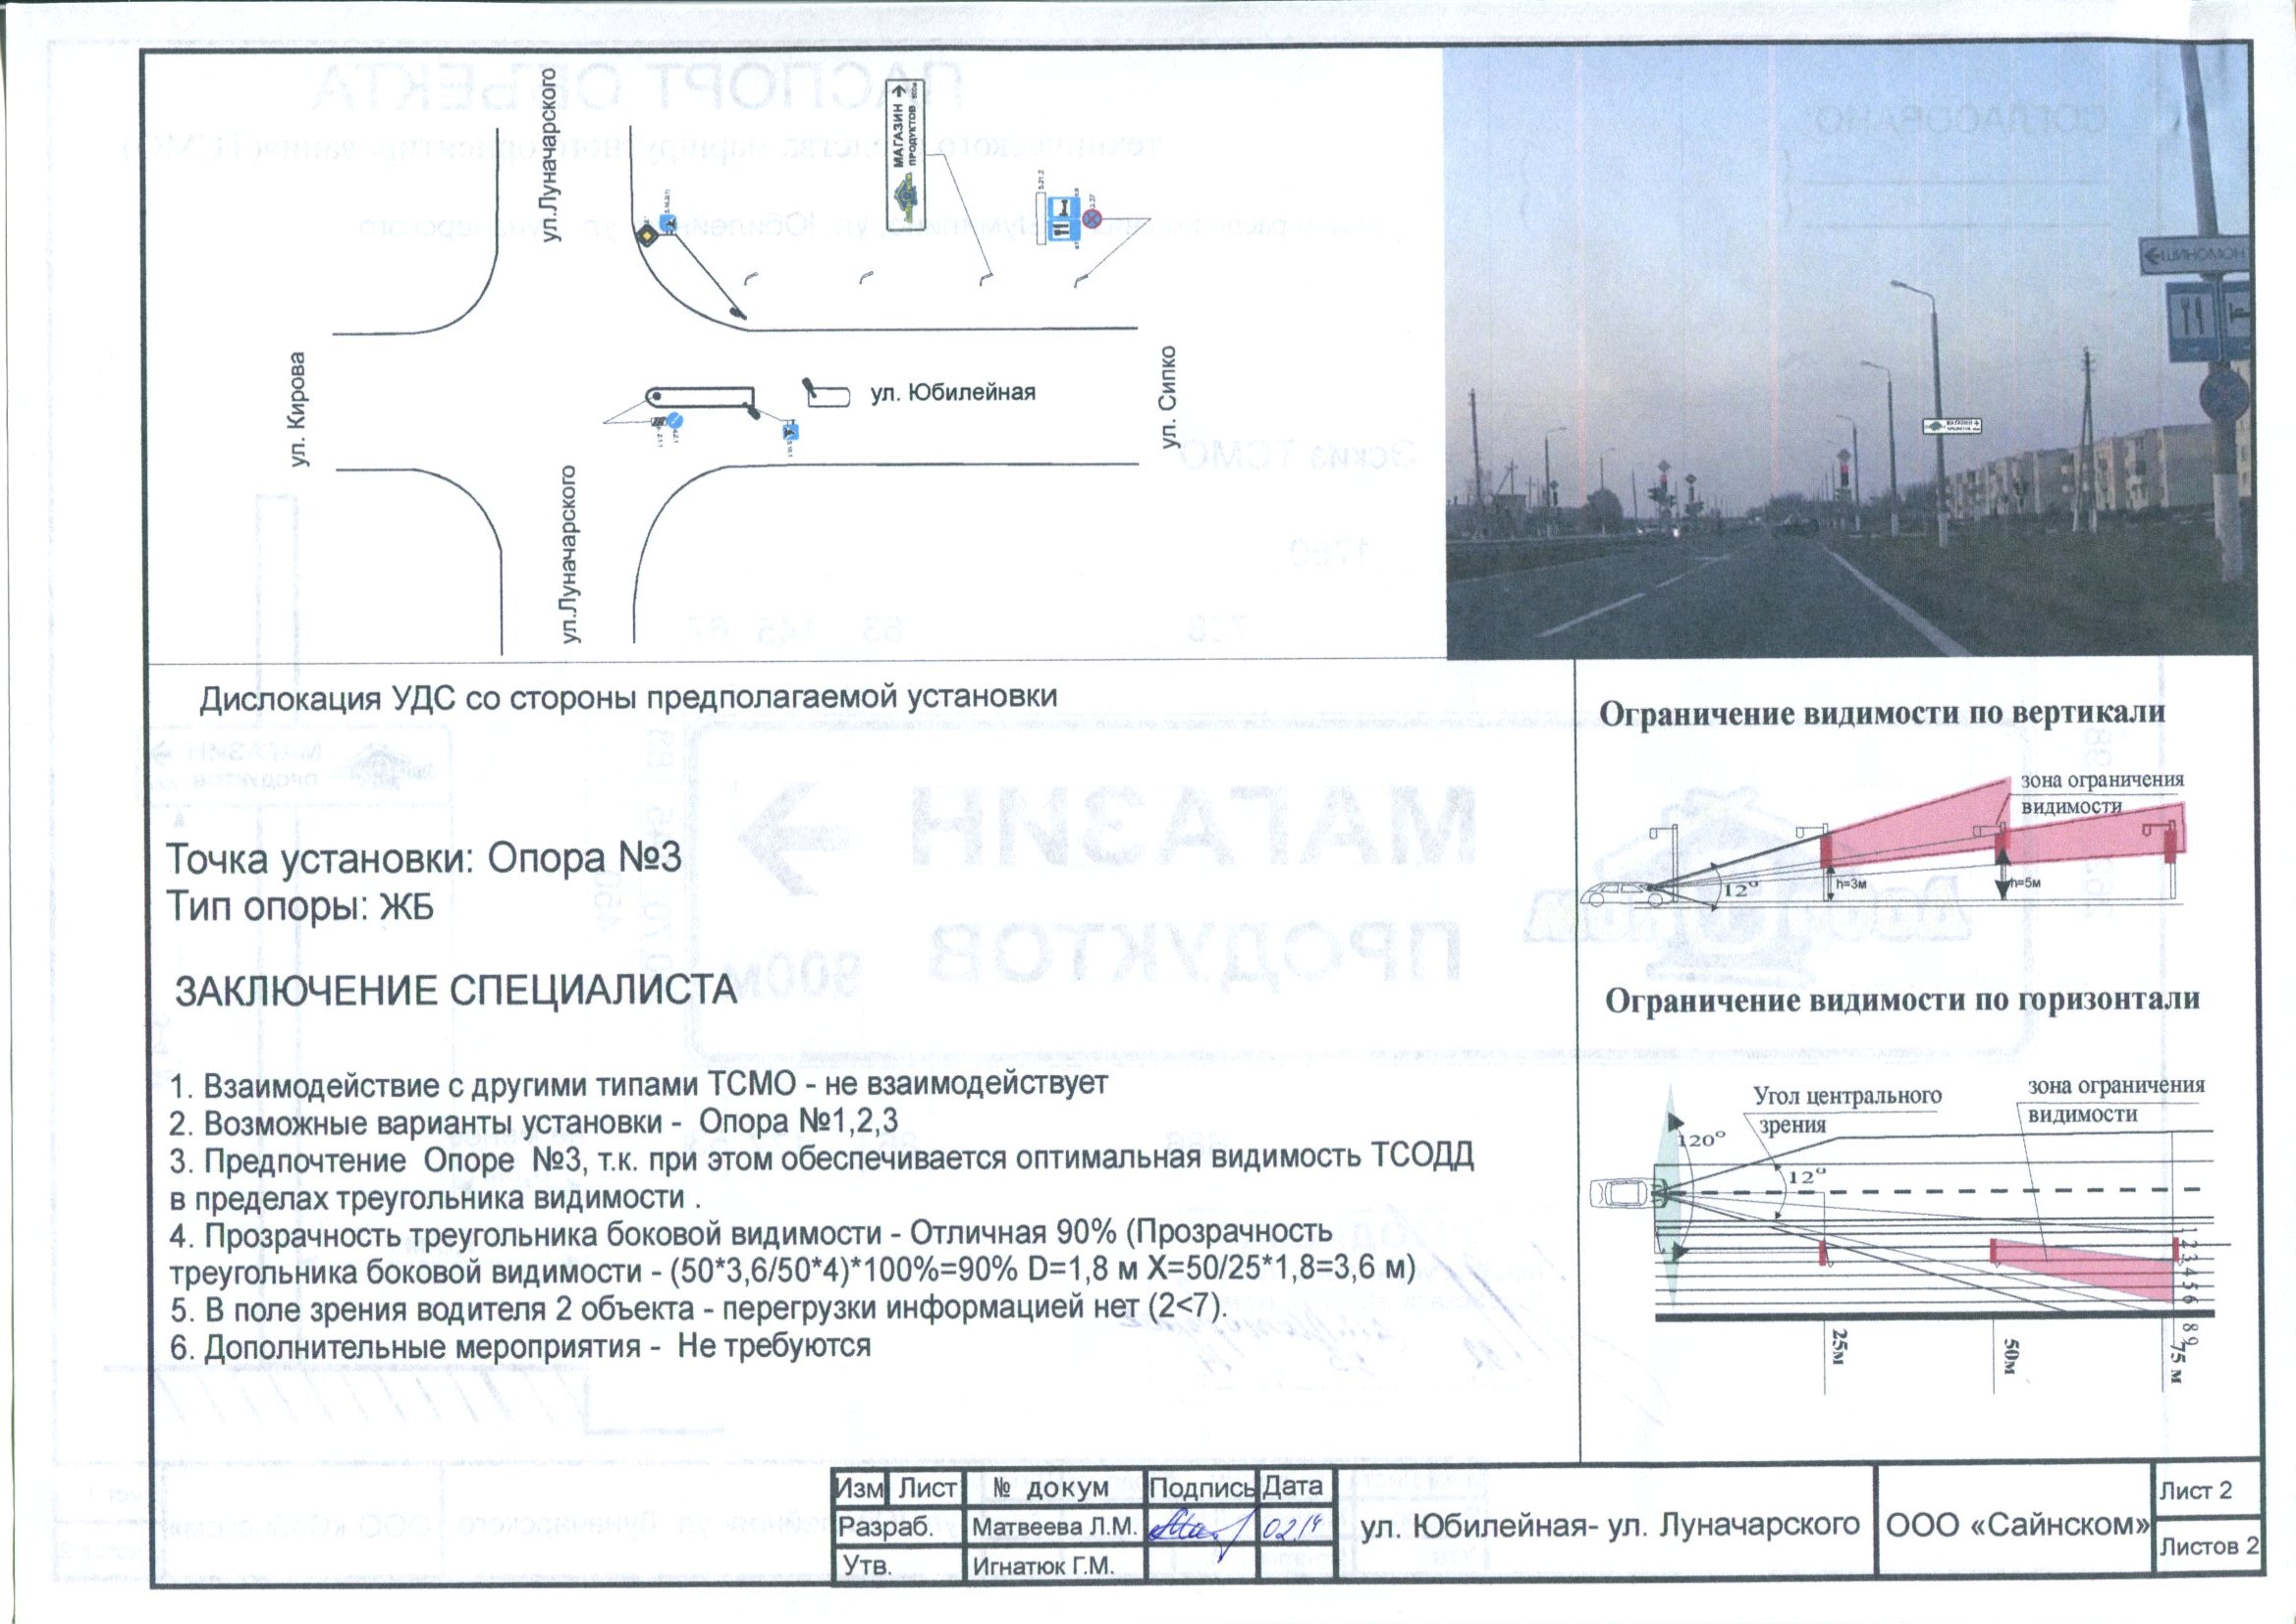 ул.Луначарского
МАГАЗИН
ПРОДУКТОВ
5.21.2
3.27
ул. Кирова
ул. Юбилейная
ул. Сипко
ул.Луначарского
ШИНОМОН
МАГАЗИН
Дислокация УДС со стороны предполагаемой установки
Точка установки: Опора №3
Тип опоры: ЖБ
ЗАКЛЮЧЕНИЕ СПЕЦИАЛИСТА
1. Взаимодействие с другими типами ТСМО - не взаимодействует
2. Возможные варианты установки - Опора №1,2,3
3. Предпочтение Опоре №3, т.к. при этом обеспечивается оптимальная видимость ТСОДД
в пределах треугольника видимости .
4. Прозрачность треугольника боковой видимости - Отличная 90% (Прозрачность
треугольника боковой видимости - (50*3,6/50*4)*100%=90% D=1,8 м X=50/25*1,8=3,6 м)
5. В поле зрения водителя 2 объекта - перегрузки информацией нет (2<7).
6. Дополнительные мероприятия - Не требуются
Ограничение видимости по вертикали
зона ограничения
видимости
12°
h=3м
h=5м
Ограничение видимости по горизонтали
Угол центрального
зрения
зона ограничения
видимости
120°
12°
1 2 3 4 5 6 8 9
25м
50м
75 м
Изм Лист № докум Подпись Дата
Разраб. Матвеева Л.М. 02.14
Утв. Игнатюк Г.М.
ул. Юбилейная- ул. Луначарского
ООО «Сайнском»
Лист 2
Листов 2